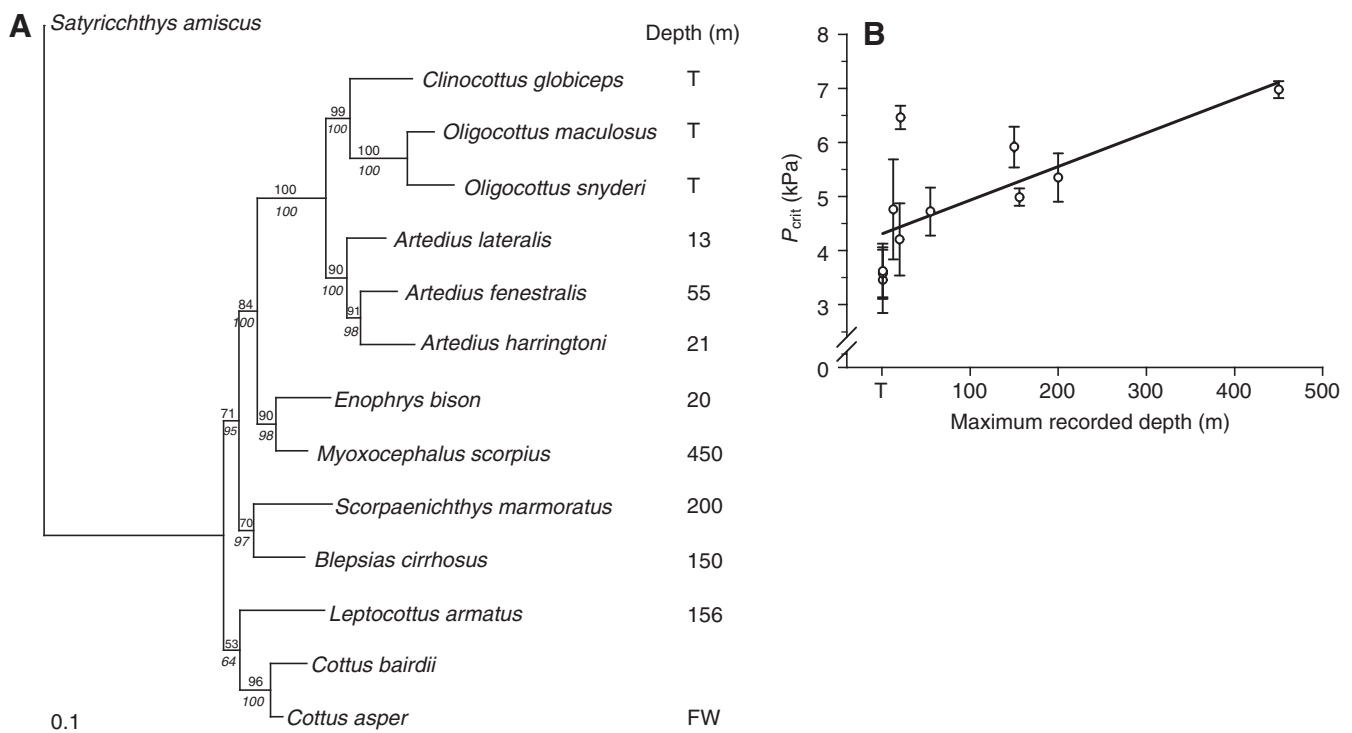 A
Satyricchthys amiscus
Depth (m)
Clinocottus globiceps T
99
100
Oligocottus maculosus T
100
100
Oligocottus snyderi T
100
100
Artedius lateralis 13
90
100
Artedius fenestralis 55
91
98
Artedius harringtoni 21
84
100
Enophrys bison 20
90
98
Myoxocephalus scorpius 450
71
95
Scorpaenichthys marmoratus 200
70
97
Blepsias cirrhosus 150
Leptocottus armatus 156
53
64
Cottus bairdii
96
100
Cottus asper FW
0.1
B
8
7
6
5
4
3
0
Pcrit (kPa)
T 100 200 300 400 500
Maximum recorded depth (m)